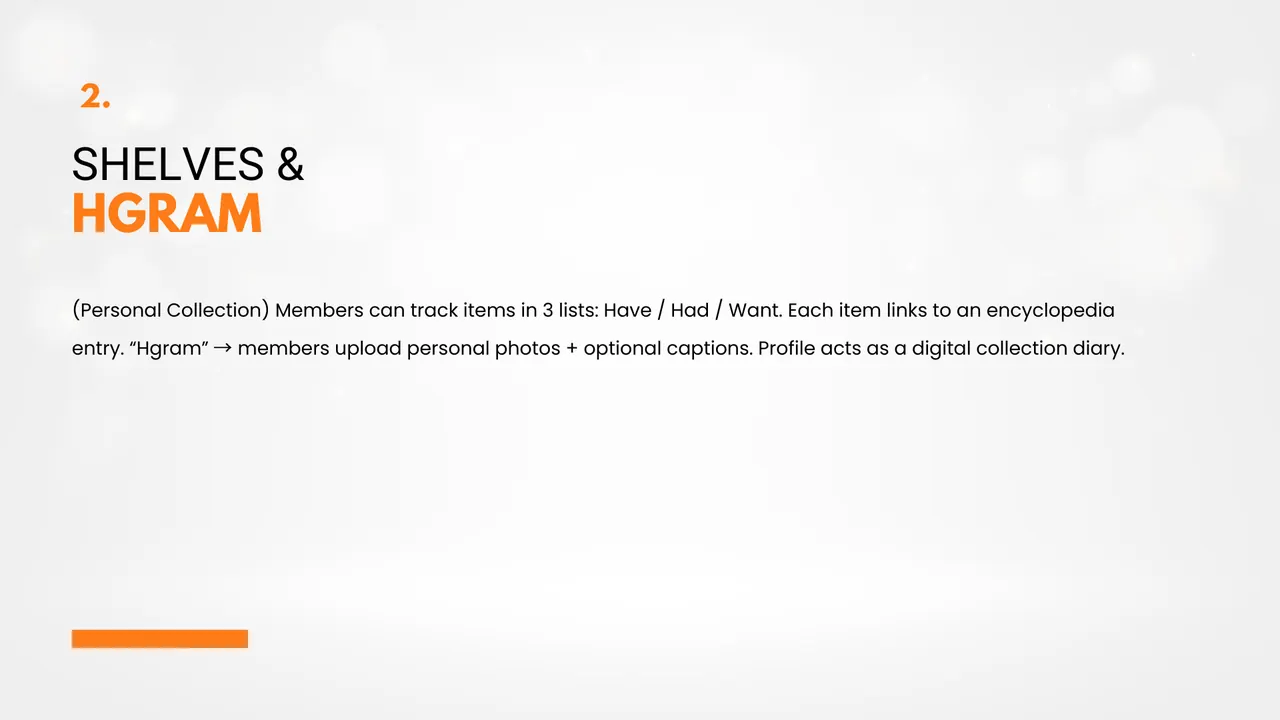 2.
SHELVES &
HGRAM
(Personal Collection) Members can track items in 3 lists: Have / Had / Want. Each item links to an encyclopedia
entry. “Hgram” → members upload personal photos + optional captions. Profile acts as a digital collection diary.